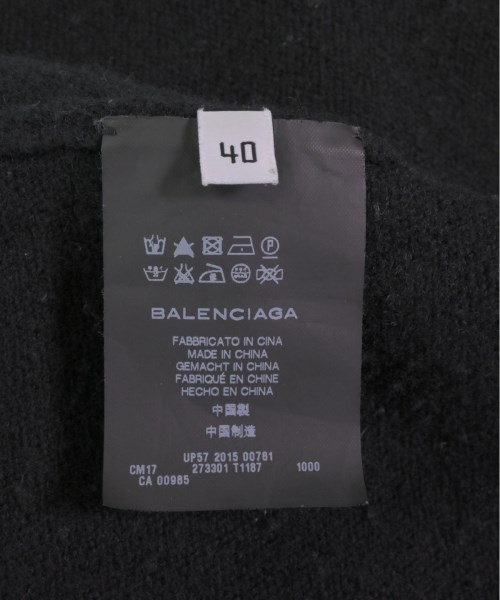 40
BALENCIAGA
FABBRICATO IN CINA
MADE IN CHINA
GEMACHT IN CHINA
FABRIQUÉ EN CHINE
HECHO EN CHINA
中国製
中国制造
UP57 2015 00781
CM17 273301 T1187 1000
CA 00985